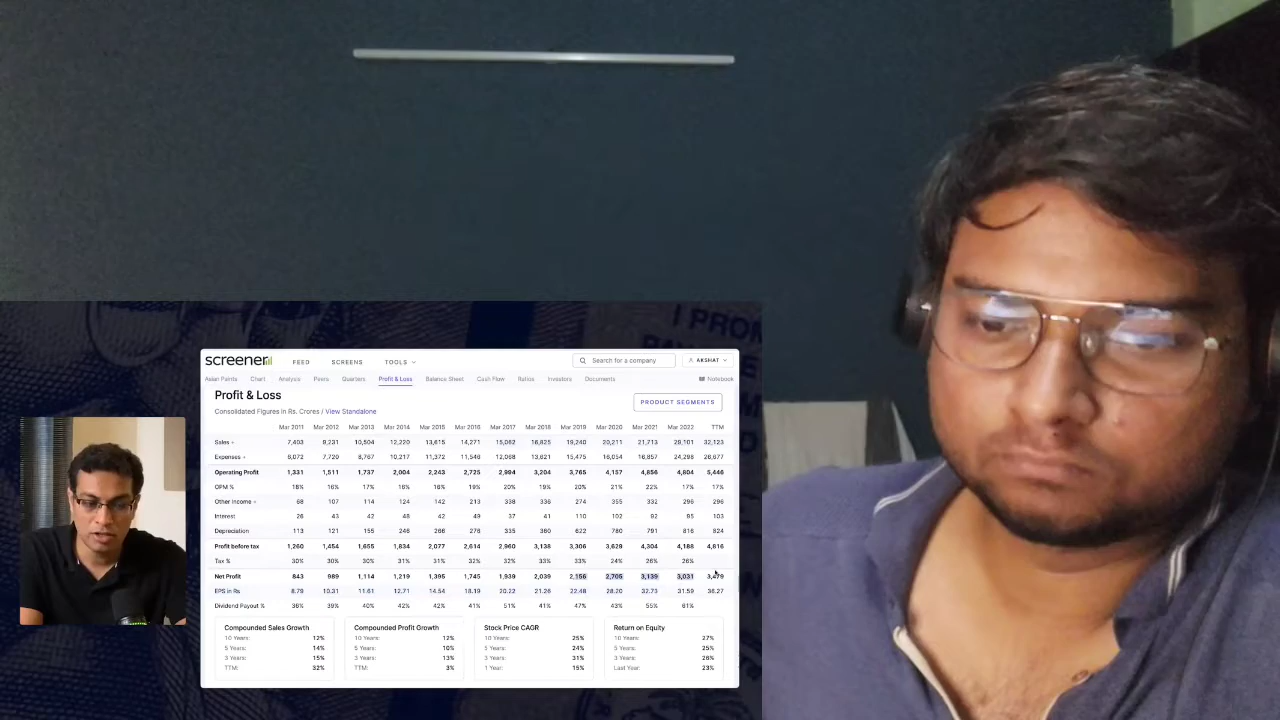 I PROM
screener
FEED SCREENS TOOLS
Search for a company
AKSHAT
Asian Paints Chart Analysis Peers Quarters Profit & Loss Balance Sheet Cash Flow Ratios Investors Documents Notebook
Profit & Loss
Consolidated Figures in Rs. Crores / View Standalone
PRODUCT SEGMENTS
Mar 2011 Mar 2012 Mar 2013 Mar 2014 Mar 2015 Mar 2016 Mar 2017 Mar 2018 Mar 2019 Mar 2020 Mar 2021 Mar 2022 TTM
Sales + 7,403 9,231 10,504 12,220 13,615 14,271 15,062 16,825 19,240 20,211 21,713 29,101 32,123
Expenses + 6,072 7,720 8,767 10,217 11,372 11,546 12,068 13,621 15,475 16,054 16,857 24,298 26,677
Operating Profit 1,331 1,511 1,737 2,004 2,243 2,725 2,994 3,204 3,765 4,157 4,856 4,804 5,446
OPM % 18% 16% 17% 16% 16% 19% 20% 19% 20% 21% 22% 17% 17%
Other Income + 68 107 114 124 142 213 338 336 274 355 332 296 296
Interest 26 43 42 48 42 49 37 41 110 102 92 95 103
Depreciation 113 121 155 246 266 276 335 360 622 780 791 816 824
Profit before tax 1,260 1,454 1,655 1,834 2,077 2,614 2,960 3,138 3,306 3,629 4,304 4,188 4,816
Tax % 30% 30% 30% 31% 31% 32% 32% 33% 33% 24% 26% 26%
Net Profit 843 989 1,114 1,219 1,395 1,745 1,939 2,039 2,156 2,705 3,139 3,031 3,479
EPS in Rs 8.79 10.31 11.61 12.71 14.54 18.19 20.22 21.26 22.48 28.20 32.73 31.59 36.27
Dividend Payout % 36% 39% 40% 42% 42% 41% 51% 41% 47% 43% 55% 61%
Compounded Sales Growth
10 Years: 12%
5 Years: 14%
3 Years: 15%
TTM: 32%
Compounded Profit Growth
10 Years: 12%
5 Years: 10%
3 Years: 13%
TTM: 3%
Stock Price CAGR
10 Years: 25%
5 Years: 24%
3 Years: 31%
1 Year: 15%
Return on Equity
10 Years: 27%
5 Years: 25%
3 Years: 26%
Last Year: 23%